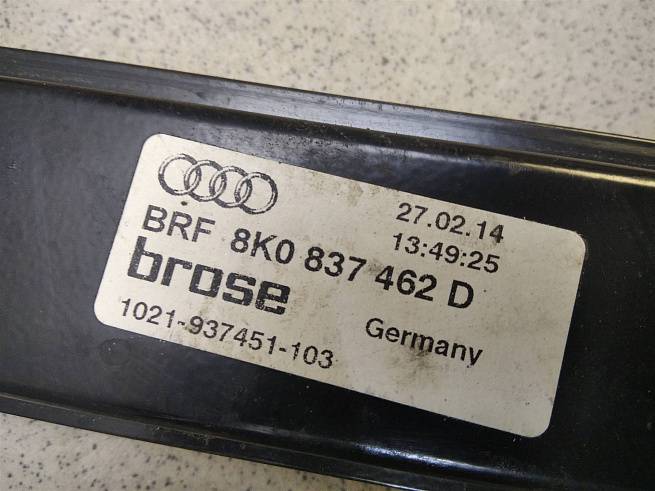 27.02.14
13:49:25
BRF 8K0 837 462 D
brose
1021-937451-103
Germany